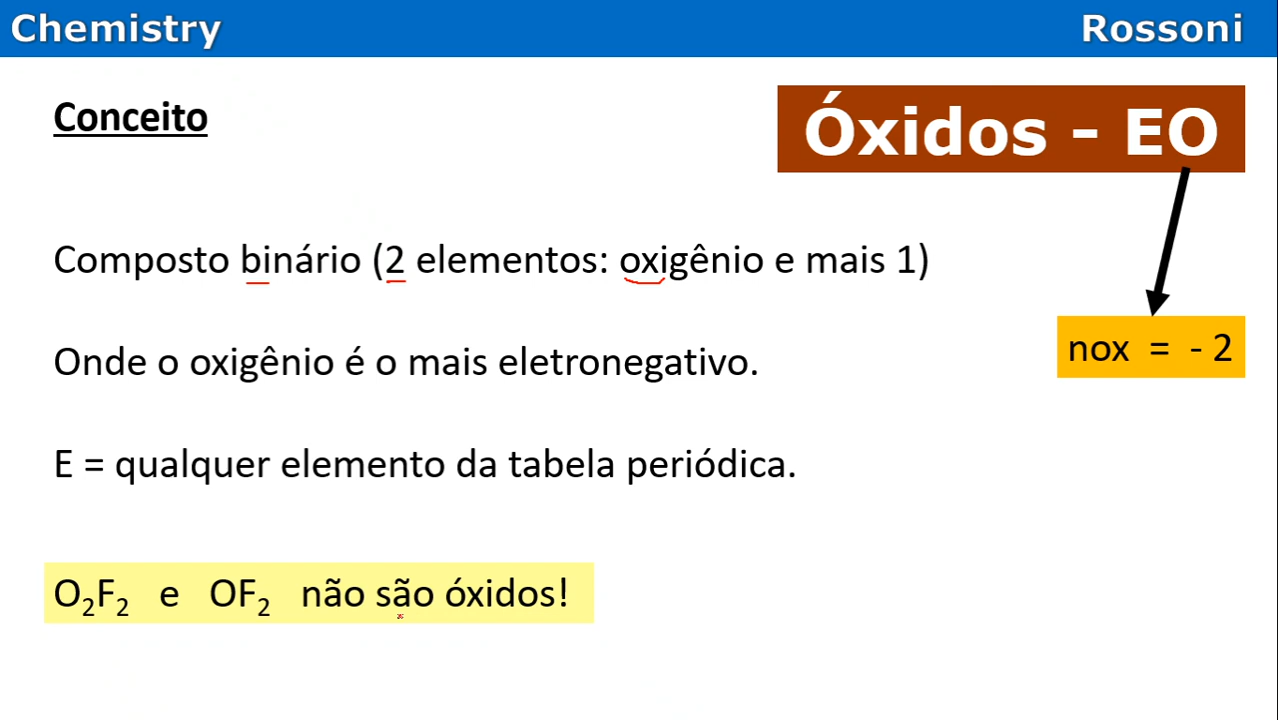 Chemistry
Rossoni
Conceito
Óxidos - EO
Composto binário (2 elementos: oxigênio e mais 1)
Onde o oxigênio é o mais eletronegativo.
nox = - 2
E = qualquer elemento da tabela periódica.
O₂F₂ e OF₂ não são óxidos!